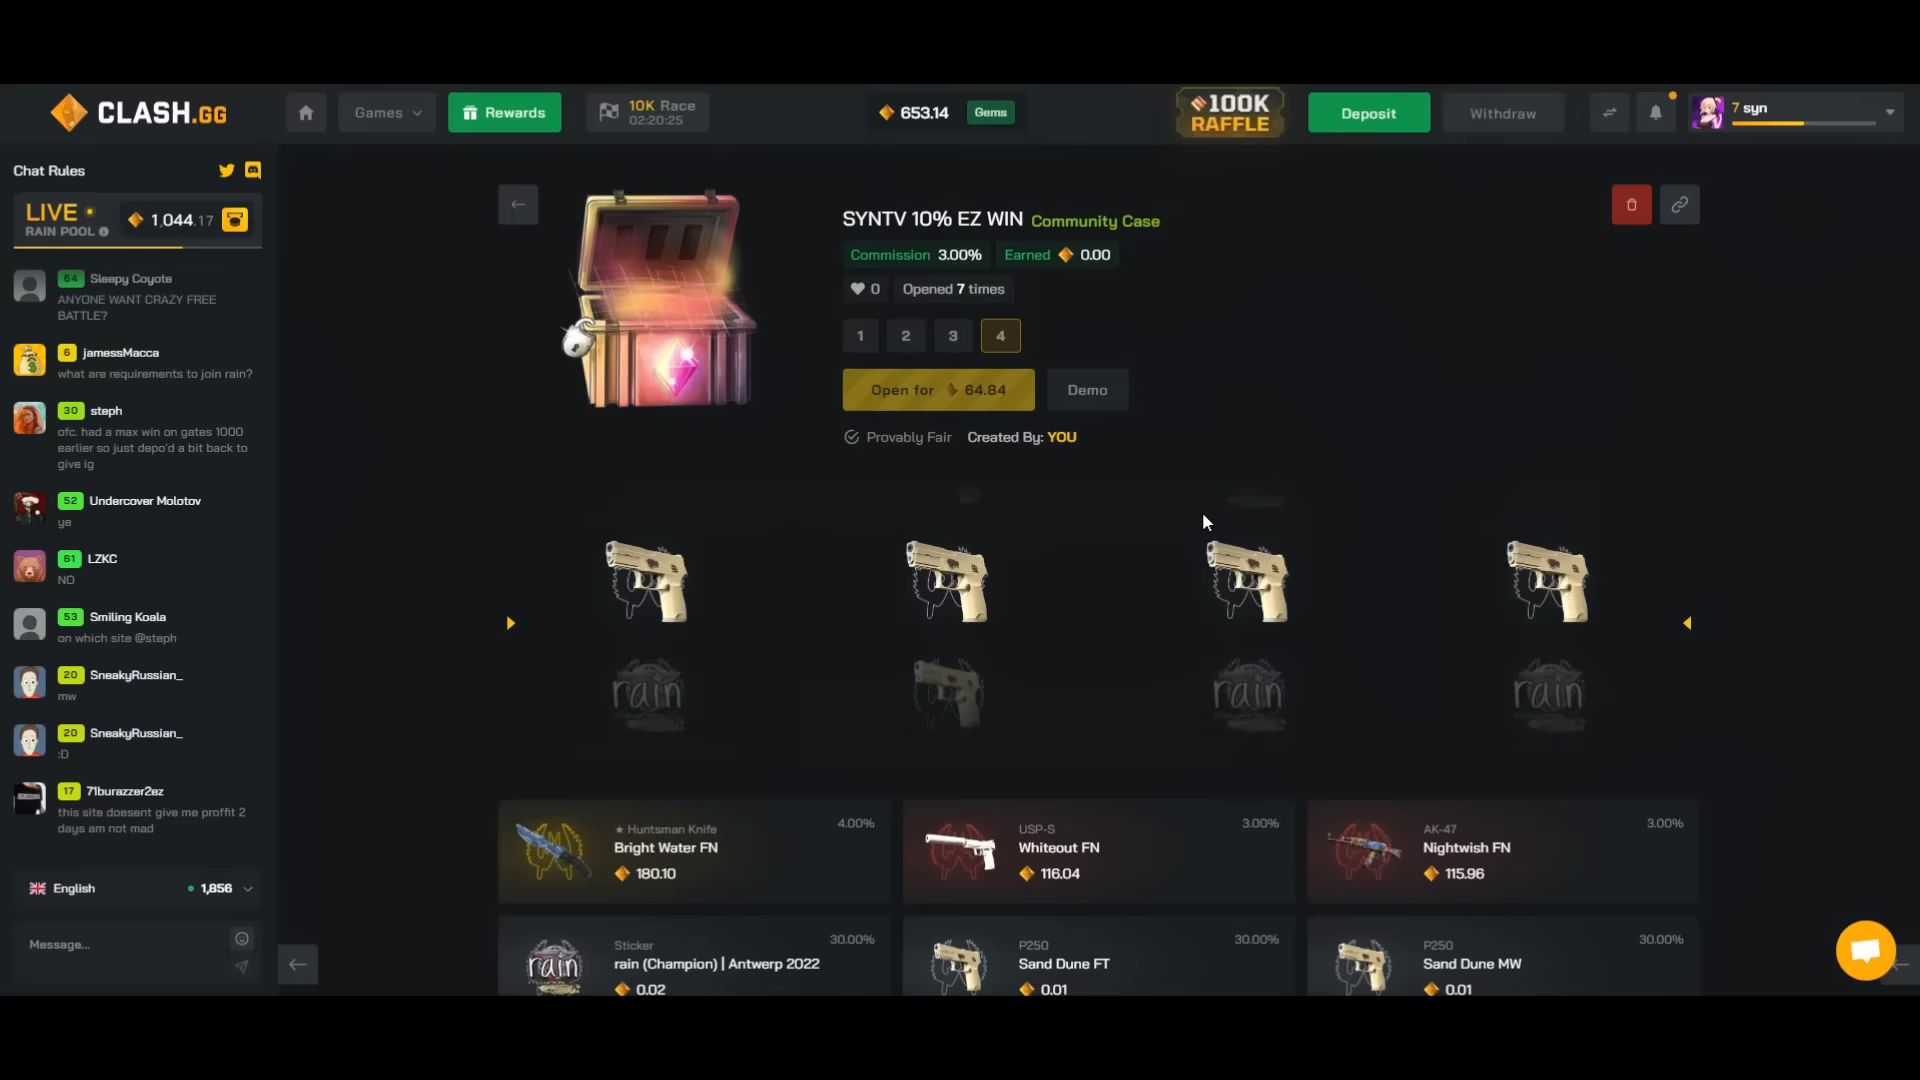 CLASH.GG
Games
Rewards
10K Race
02:20:25
653.14
Gems
100K
RAFFLE
Deposit
Withdraw
7 syn
Chat Rules
LIVE
RAIN POOL
1,044.17
64 Sleepy Coyote
ANYONE WANT CRAZY FREE
BATTLE?
6 jamessMacca
what are requirements to join rain?
30 steph
ofc. had a max win on gates 1000
earlier so just depo'd a bit back to
give ig
52 Undercover Molotov
ye
61 LZKC
NO
53 Smiling Koala
on which site @steph
20 SneakyRussian_
mw
20 SneakyRussian_
:D
17 71burazzer2ez
this site doesent give me proffit 2
days am not mad
English
1,856
Message...
SYNTV 10% EZ WIN Community Case
Commission 3.00% Earned 0.00
0 Opened 7 times
1 2 3 4
Open for 64.84
Demo
Provably Fair Created By: YOU
rain
rain
rain
★ Huntsman Knife
4.00%
Bright Water FN
180.10
USP-S
3.00%
Whiteout FN
116.04
AK-47
3.00%
Nightwish FN
115.96
rain
Sticker
30.00%
rain (Champion) | Antwerp 2022
0.02
P250
30.00%
Sand Dune FT
0.01
P250
30.00%
Sand Dune MW
0.01